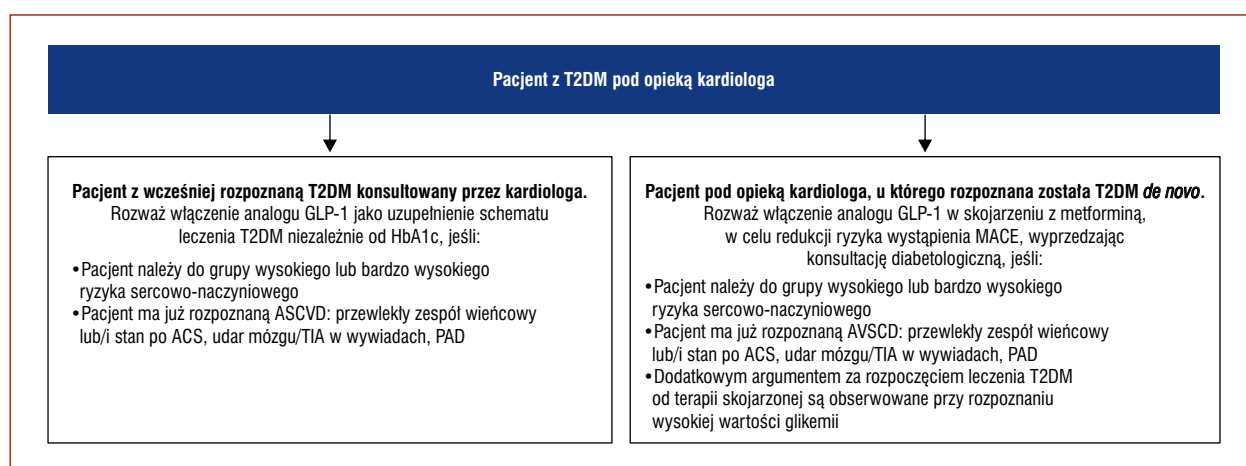 Pacjent z T2DM pod opieką kardiologa
Pacjent z wcześniej rozpoznaną T2DM konsultowany przez kardiologa.
Rozważ włączenie analogu GLP-1 jako uzupełnienie schematu
leczenia T2DM niezależnie od HbA1c, jeśli:
•Pacjent należy do grupy wysokiego lub bardzo wysokiego
ryzyka sercowo-naczyniowego
•Pacjent ma już rozpoznaną ASCVD: przewlekły zespół wieńcowy
lub/i stan po ACS, udar mózgu/TIA w wywiadach, PAD
Pacjent pod opieką kardiologa, u którego rozpoznana została T2DM de novo.
Rozważ włączenie analogu GLP-1 w skojarzeniu z metforminą,
w celu redukcji ryzyka wystąpienia MACE, wyprzedzając
konsultację diabetologiczną, jeśli:
•Pacjent należy do grupy wysokiego lub bardzo wysokiego
ryzyka sercowo-naczyniowego
•Pacjent ma już rozpoznaną AVSCD: przewlekły zespół wieńcowy
lub/i stan po ACS, udar mózgu/TIA w wywiadach, PAD
•Dodatkowym argumentem za rozpoczęciem leczenia T2DM
od terapii skojarzonej są obserwowane przy rozpoznaniu
wysokiej wartości glikemii